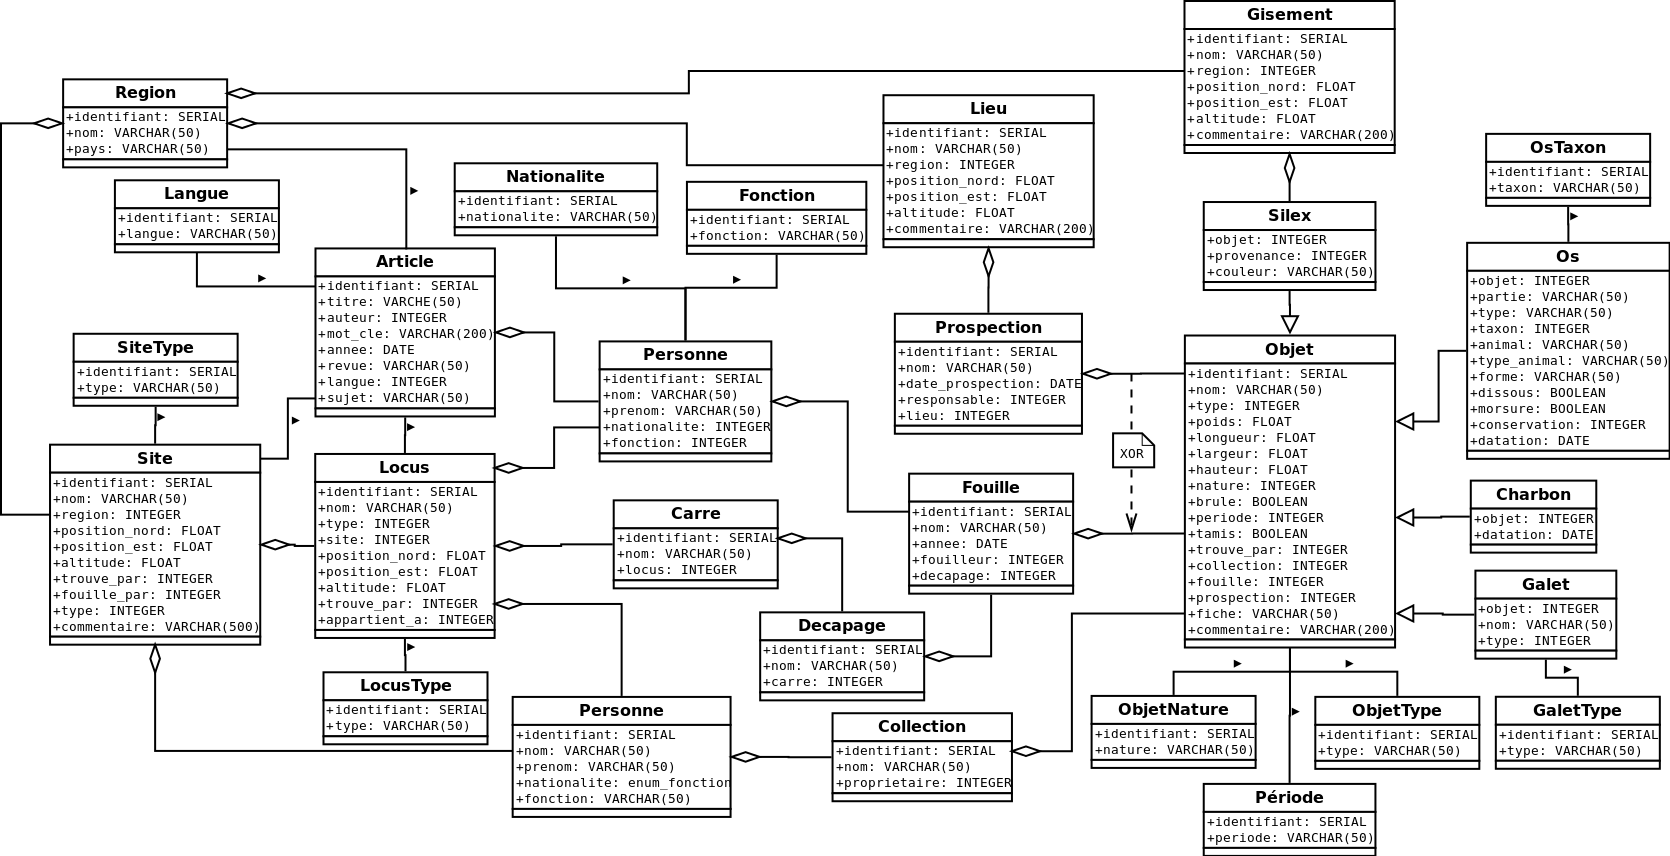 Gisement
+identifiant: SERIAL
+nom: VARCHAR(50)
+region: INTEGER
+position_nord: FLOAT
+position_est: FLOAT
+altitude: FLOAT
+commentaire: VARCHAR(200)
Region
+identifiant: SERIAL
+nom: VARCHAR(50)
+pays: VARCHAR(50)
Lieu
+identifiant: SERIAL
+nom: VARCHAR(50)
+region: INTEGER
+position_nord: FLOAT
+position_est: FLOAT
+altitude: FLOAT
+commentaire: VARCHAR(200)
OsTaxon
+identifiant: SERIAL
+taxon: VARCHAR(50)
Langue
+identifiant: SERIAL
+langue: VARCHAR(50)
Nationalite
+identifiant: SERIAL
+nationalite: VARCHAR(50)
Fonction
+identifiant: SERIAL
+fonction: VARCHAR(50)
Silex
+objet: INTEGER
+provenance: INTEGER
+couleur: VARCHAR(50)
Article
+identifiant: SERIAL
+titre: VARCHE(50)
+auteur: INTEGER
+mot_cle: VARCHAR(200)
+annee: DATE
+revue: VARCHAR(50)
+langue: INTEGER
+sujet: VARCHAR(50)
Os
+objet: INTEGER
+partie: VARCHAR(50)
+type: VARCHAR(50)
+taxon: INTEGER
+animal: VARCHAR(50)
+type_animal: VARCHAR(50)
+forme: VARCHAR(50)
+dissous: BOOLEAN
+morsure: BOOLEAN
+conservation: INTEGER
+datation: DATE
SiteType
+identifiant: SERIAL
+type: VARCHAR(50)
Personne
+identifiant: SERIAL
+nom: VARCHAR(50)
+prenom: VARCHAR(50)
+nationalite: INTEGER
+fonction: INTEGER
Prospection
+identifiant: SERIAL
+nom: VARCHAR(50)
+date_prospection: DATE
+responsable: INTEGER
+lieu: INTEGER
XOR
Objet
+identifiant: SERIAL
+nom: VARCHAR(50)
+type: INTEGER
+poids: FLOAT
+longueur: FLOAT
+largeur: FLOAT
+hauteur: FLOAT
+nature: INTEGER
+brule: BOOLEAN
+periode: INTEGER
+tamis: BOOLEAN
+trouve_par: INTEGER
+collection: INTEGER
+fouille: INTEGER
+prospection: INTEGER
+fiche: VARCHAR(50)
+commentaire: VARCHAR(200)
Site
+identifiant: SERIAL
+nom: VARCHAR(50)
+region: INTEGER
+position_nord: FLOAT
+position_est: FLOAT
+altitude: FLOAT
+trouve_par: INTEGER
+fouille_par: INTEGER
+type: INTEGER
+commentaire: VARCHAR(500)
Locus
+identifiant: SERIAL
+nom: VARCHAR(50)
+type: INTEGER
+site: INTEGER
+position_nord: FLOAT
+position_est: FLOAT
+altitude: FLOAT
+trouve_par: INTEGER
+appartient_a: INTEGER
Carre
+identifiant: SERIAL
+nom: VARCHAR(50)
+locus: INTEGER
Fouille
+identifiant: SERIAL
+nom: VARCHAR(50)
+annee: DATE
+fouilleur: INTEGER
+decapage: INTEGER
Charbon
+objet: INTEGER
+datation: DATE
Galet
+objet: INTEGER
+nom: VARCHAR(50)
+type: INTEGER
Decapage
+identifiant: SERIAL
+nom: VARCHAR(50)
+carre: INTEGER
LocusType
+identifiant: SERIAL
+type: VARCHAR(50)
Personne
+identifiant: SERIAL
+nom: VARCHAR(50)
+prenom: VARCHAR(50)
+nationalite: enum_fonction
+fonction: VARCHAR(50)
Collection
+identifiant: SERIAL
+nom: VARCHAR(50)
+proprietaire: INTEGER
ObjetNature
+identifiant: SERIAL
+nature: VARCHAR(50)
ObjetType
+identifiant: SERIAL
+type: VARCHAR(50)
GaletType
+identifiant: SERIAL
+type: VARCHAR(50)
Période
+identifiant: SERIAL
+periode: VARCHAR(50)